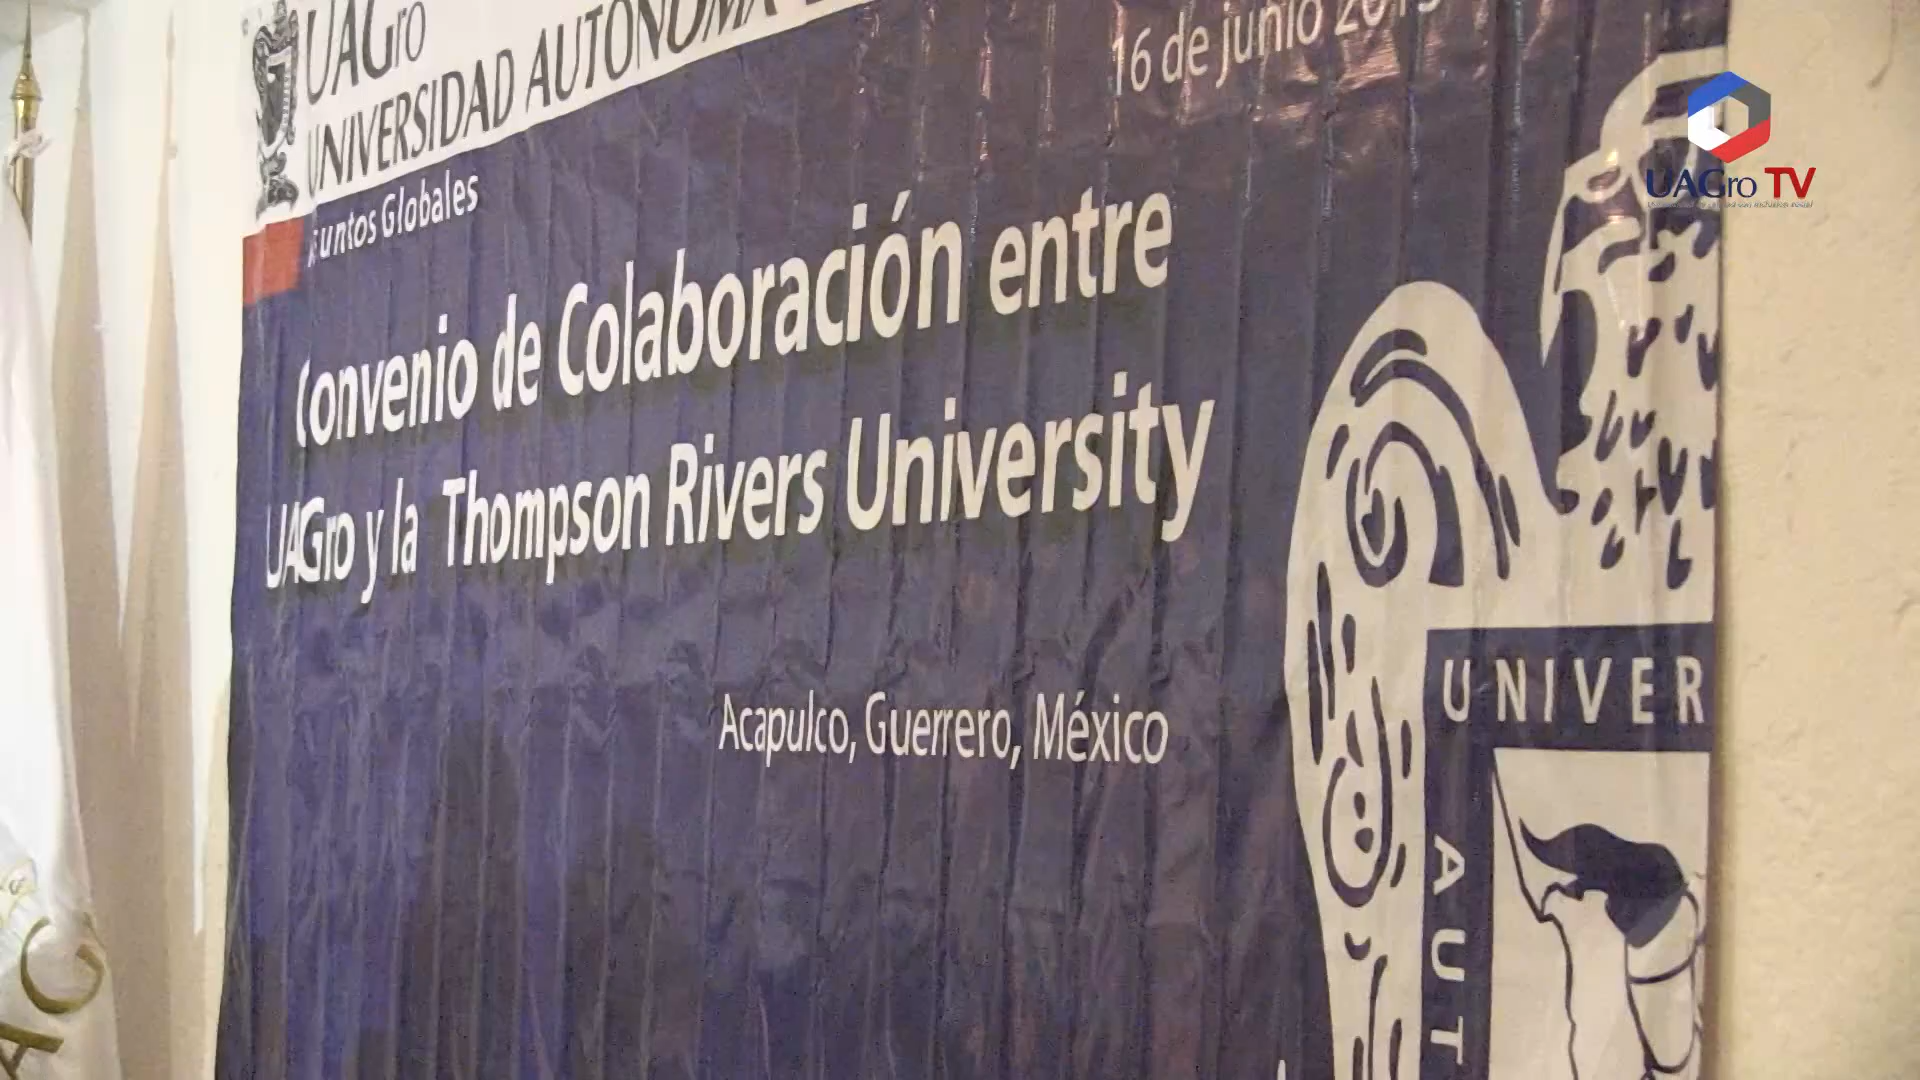 UAGro
UNIVERSIDAD AUTÓNOMA
16 de junio
Asuntos Globales
Convenio de Colaboración entre
UAGro y la Thompson Rivers University
Acapulco, Guerrero, México
UNIVER
AUT
UAGro TV